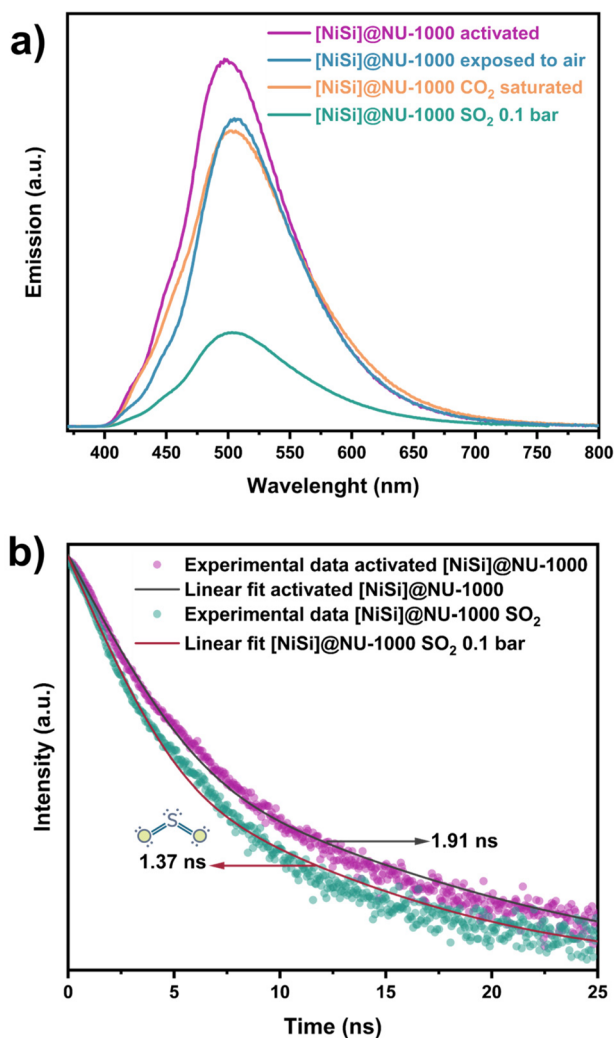 a)
[NiSi]@NU-1000 activated
[NiSi]@NU-1000 exposed to air
[NiSi]@NU-1000 CO₂ saturated
[NiSi]@NU-1000 SO₂ 0.1 bar
Emission (a.u.)
400 450 500 550 600 650 700 750 800
Wavelenght (nm)
b)
Experimental data activated [NiSi]@NU-1000
Linear fit activated [NiSi]@NU-1000
Experimental data [NiSi]@NU-1000 SO₂
Linear fit [NiSi]@NU-1000 SO₂ 0.1 bar
Intensity (a.u.)
S
1.91 ns
1.37 ns
0 5 10 15 20 25
Time (ns)